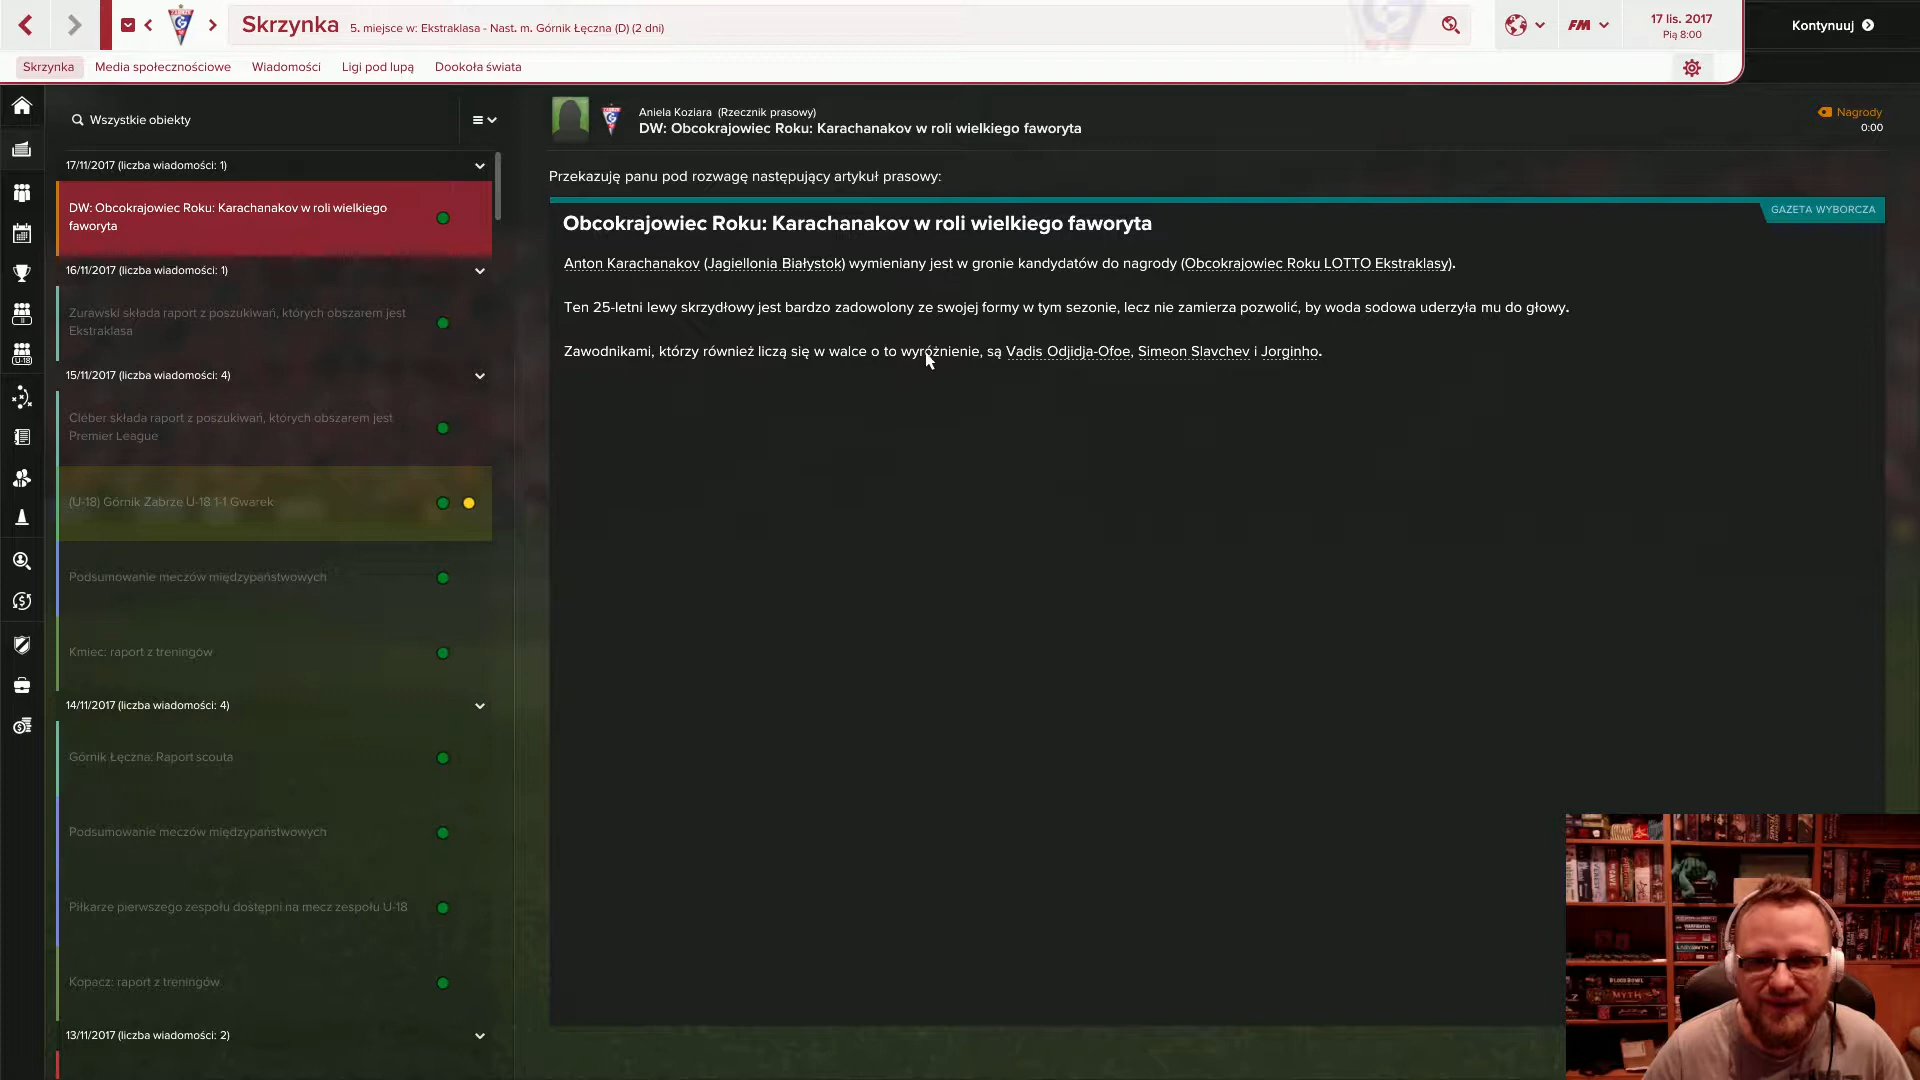 Skrzynka
5. miejsce w: Ekstraklasa - Nast. m. Górnik Łęczna (D) (2 dni)
FM
17 lis. 2017
Pią 8:00
Kontynuuj
Skrzynka
Media społecznościowe
Wiadomości
Ligi pod lupą
Dookoła świata
Wszystkie obiekty
17/11/2017 (liczba wiadomości: 1)
DW: Obcokrajowiec Roku: Karachanakov w roli wielkiego
faworyta
16/11/2017 (liczba wiadomości: 1)
Żurawski składa raport z poszukiwań, których obszarem jest
Ekstraklasa
15/11/2017 (liczba wiadomości: 4)
Cléber składa raport z poszukiwań, których obszarem jest
Premier League
(U-18) Górnik Zabrze U-18 1-1 Gwarek
Podsumowanie meczów międzypaństwowych
Kmiec: raport z treningów
14/11/2017 (liczba wiadomości: 4)
Górnik Łęczna: Raport scouta
Podsumowanie meczów międzypaństwowych
Piłkarze pierwszego zespołu dostępni na mecz zespołu U-18
Kopacz: raport z treningów
13/11/2017 (liczba wiadomości: 2)
Aniela Koziara (Rzecznik prasowy)
DW: Obcokrajowiec Roku: Karachanakov w roli wielkiego faworyta
Nagrody
0:00
Przekazuję panu pod rozwagę następujący artykuł prasowy:
GAZETA WYBORCZA
Obcokrajowiec Roku: Karachanakov w roli wielkiego faworyta
Anton Karachanakov (Jagiellonia Białystok) wymieniany jest w gronie kandydatów do nagrody (Obcokrajowiec Roku LOTTO Ekstraklasy).
Ten 25-letni lewy skrzydłowy jest bardzo zadowolony ze swojej formy w tym sezonie, lecz nie zamierza pozwolić, by woda sodowa uderzyła mu do głowy.
Zawodnikami, którzy również liczą się w walce o to wyróżnienie, są Vadis Odjidja-Ofoe, Simeon Slavchev i Jorginho.
U-18
BLOOD BOWL
MYTH